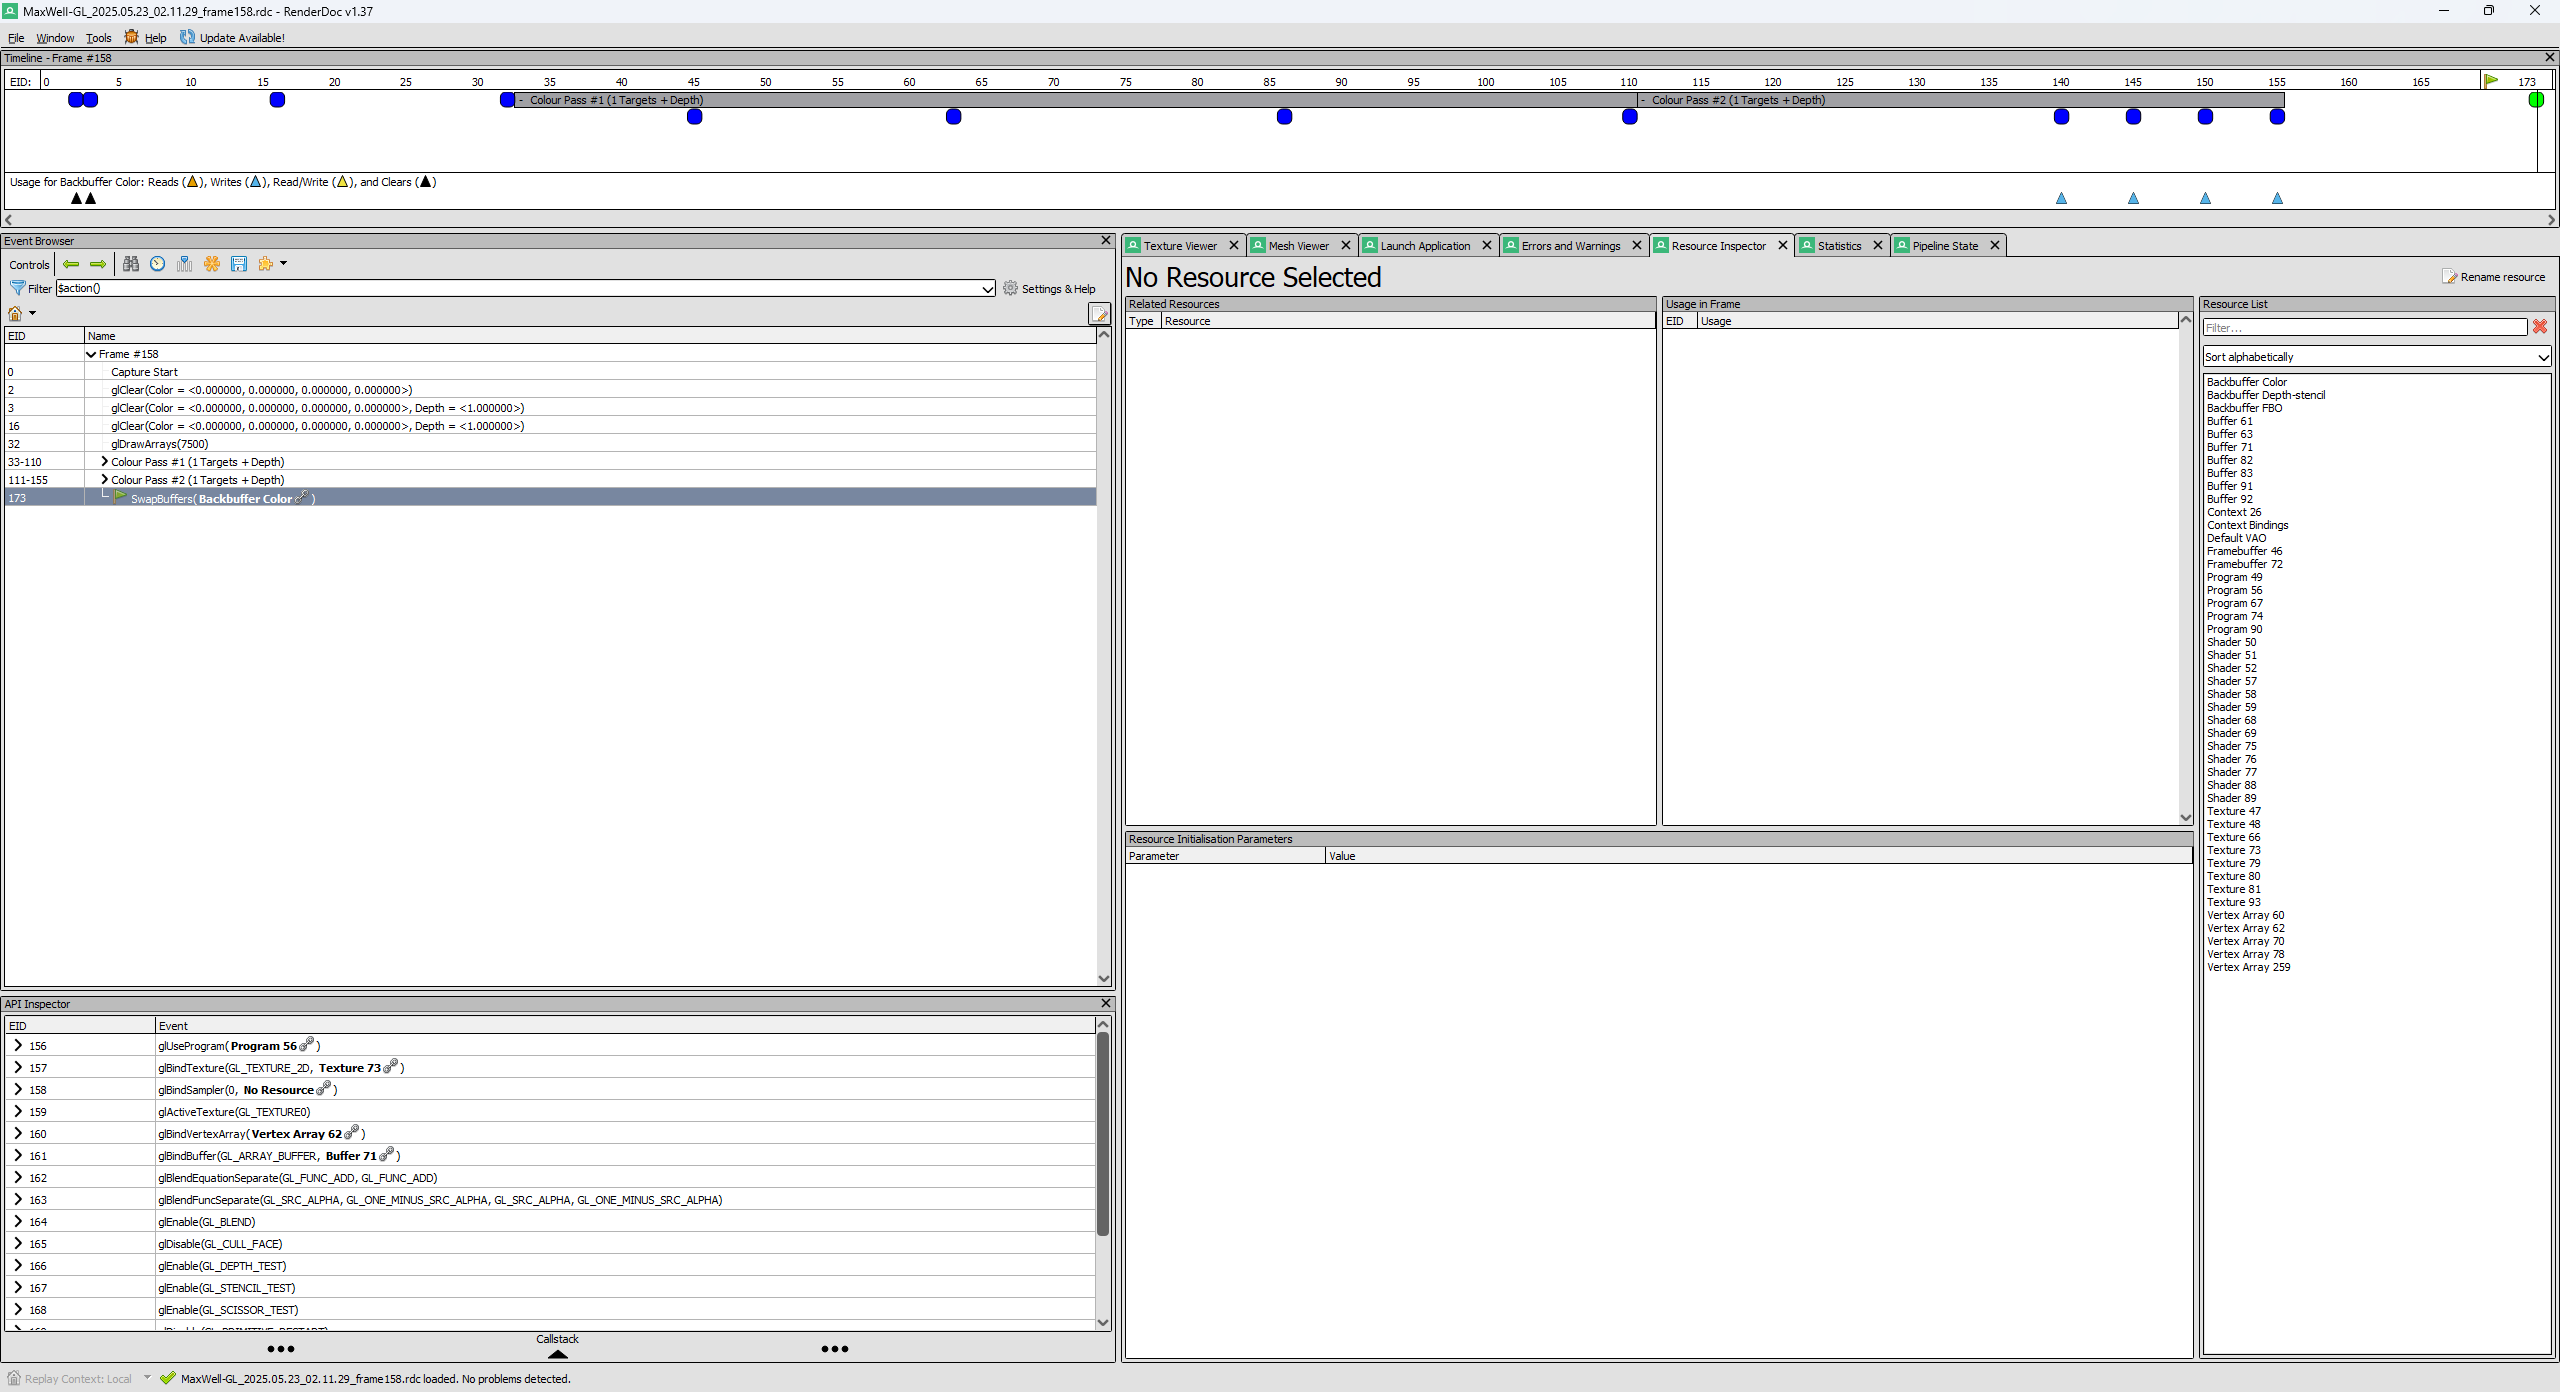 MaxWell-GL_2025.05.23_02.11.29_frame158.rdc - RenderDoc v1.37
File Window Tools Help Update Available!
Timeline - Frame #158
EID: 0 5 10 15 20 25 30 35 40 45 50 55 60 65 70 75 80 85 90 95 100 105 110 115 120 125 130 135 140 145 150 155 160 165 173
- Colour Pass #1 (1 Targets + Depth) - Colour Pass #2 (1 Targets + Depth)
Usage for Backbuffer Color: Reads ( ), Writes ( ), Read/Write ( ), and Clears ( )
Event Browser
Controls
Filter $action() Settings & Help
EID Name
Frame #158
0 Capture Start
2 glClear(Color = <0.000000, 0.000000, 0.000000, 0.000000>)
3 glClear(Color = <0.000000, 0.000000, 0.000000, 0.000000>, Depth = <1.000000>)
16 glClear(Color = <0.000000, 0.000000, 0.000000, 0.000000>, Depth = <1.000000>)
32 glDrawArrays(7500)
33-110 Colour Pass #1 (1 Targets + Depth)
111-155 Colour Pass #2 (1 Targets + Depth)
173 SwapBuffers( Backbuffer Color )
API Inspector
EID Event
156 glUseProgram( Program 56 )
157 glBindTexture(GL_TEXTURE_2D, Texture 73 )
158 glBindSampler(0, No Resource )
159 glActiveTexture(GL_TEXTURE0)
160 glBindVertexArray( Vertex Array 62 )
161 glBindBuffer(GL_ARRAY_BUFFER, Buffer 71 )
162 glBlendEquationSeparate(GL_FUNC_ADD, GL_FUNC_ADD)
163 glBlendFuncSeparate(GL_SRC_ALPHA, GL_ONE_MINUS_SRC_ALPHA, GL_SRC_ALPHA, GL_ONE_MINUS_SRC_ALPHA)
164 glEnable(GL_BLEND)
165 glDisable(GL_CULL_FACE)
166 glEnable(GL_DEPTH_TEST)
167 glEnable(GL_STENCIL_TEST)
168 glEnable(GL_SCISSOR_TEST)
Callstack
Texture Viewer Mesh Viewer Launch Application Errors and Warnings Resource Inspector Statistics Pipeline State
No Resource Selected
Rename resource
Related Resources
Type Resource
Usage in Frame
EID Usage
Resource Initialisation Parameters
Parameter Value
Resource List
Filter...
Sort alphabetically
Backbuffer Color
Backbuffer Depth-stencil
Backbuffer FBO
Buffer 61
Buffer 63
Buffer 71
Buffer 82
Buffer 83
Buffer 91
Buffer 92
Context 26
Context Bindings
Default VAO
Framebuffer 46
Framebuffer 72
Program 49
Program 56
Program 67
Program 74
Program 90
Shader 50
Shader 51
Shader 52
Shader 57
Shader 58
Shader 59
Shader 68
Shader 69
Shader 75
Shader 76
Shader 77
Shader 88
Shader 89
Texture 47
Texture 48
Texture 66
Texture 73
Texture 79
Texture 80
Texture 81
Texture 93
Vertex Array 60
Vertex Array 62
Vertex Array 70
Vertex Array 78
Vertex Array 259
Replay Context: Local MaxWell-GL_2025.05.23_02.11.29_frame158.rdc loaded. No problems detected.